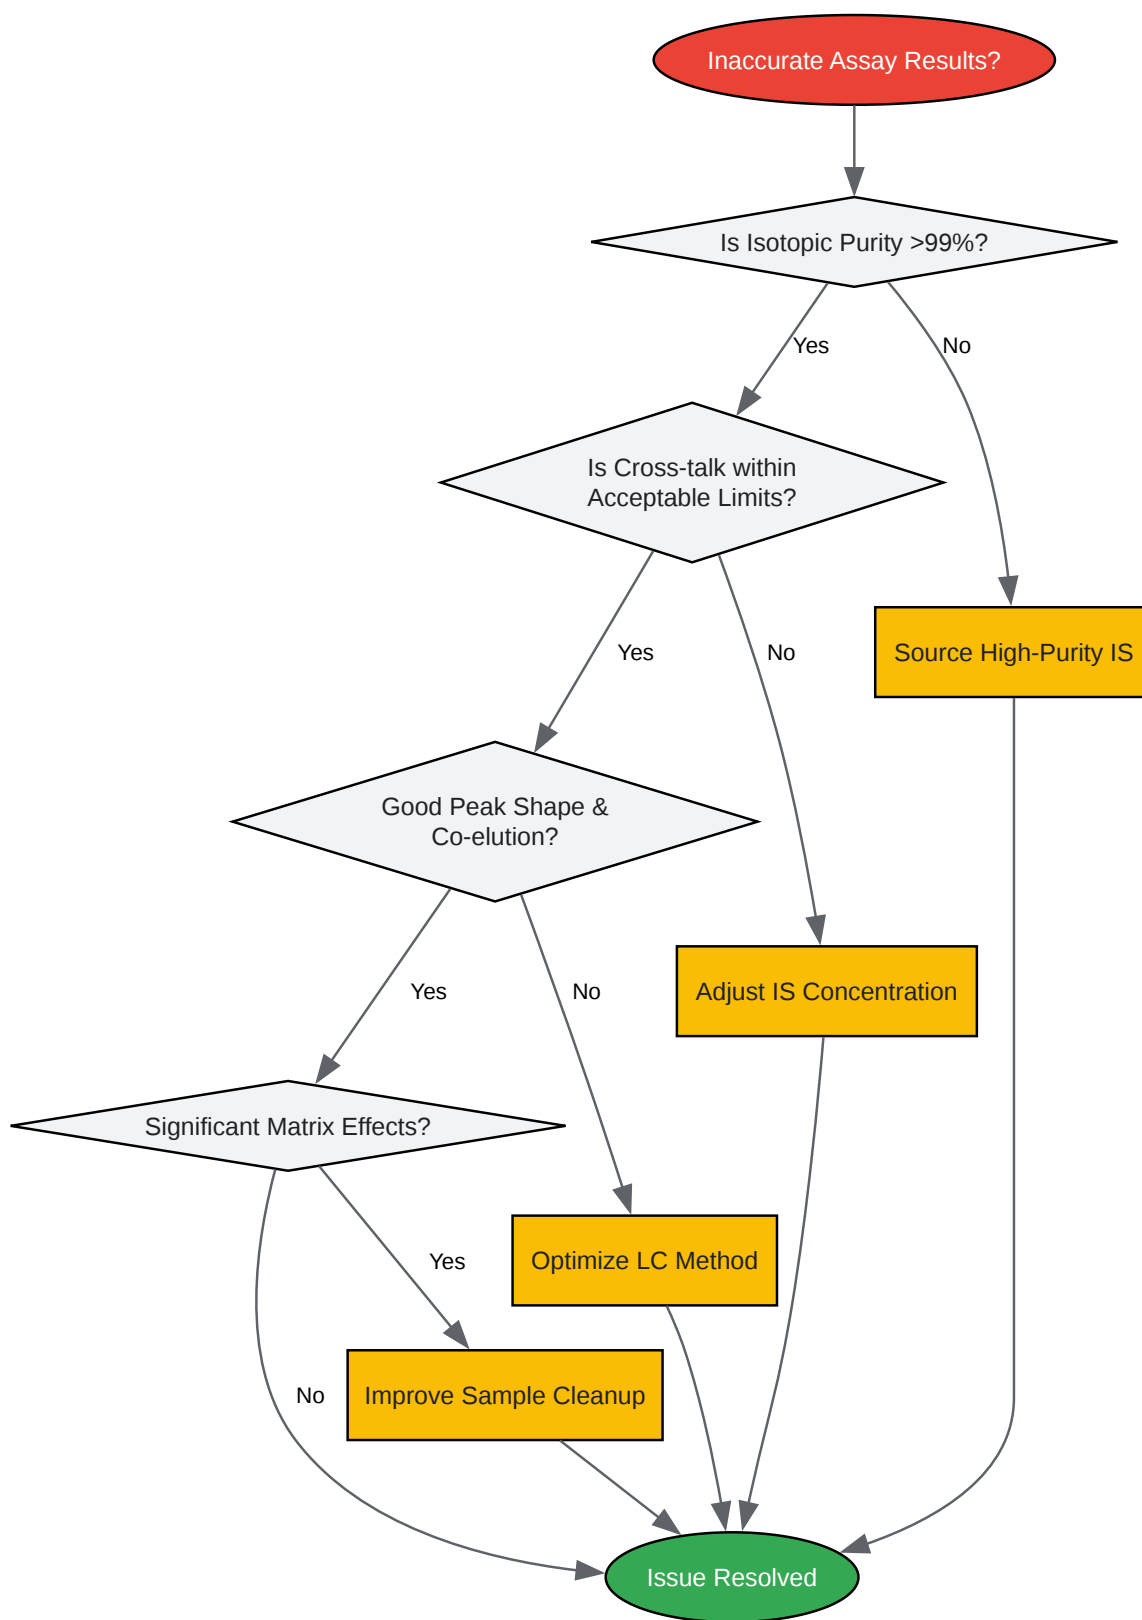 Inaccurate Assay Results?
Is Isotopic Purity >99%?
Yes
No
Is Cross-talk within
Acceptable Limits?
Yes
No
Source High-Purity IS
Good Peak Shape &
Co-elution?
Yes
No
Adjust IS Concentration
Significant Matrix Effects?
Yes
Optimize LC Method
No
Improve Sample Cleanup
Issue Resolved